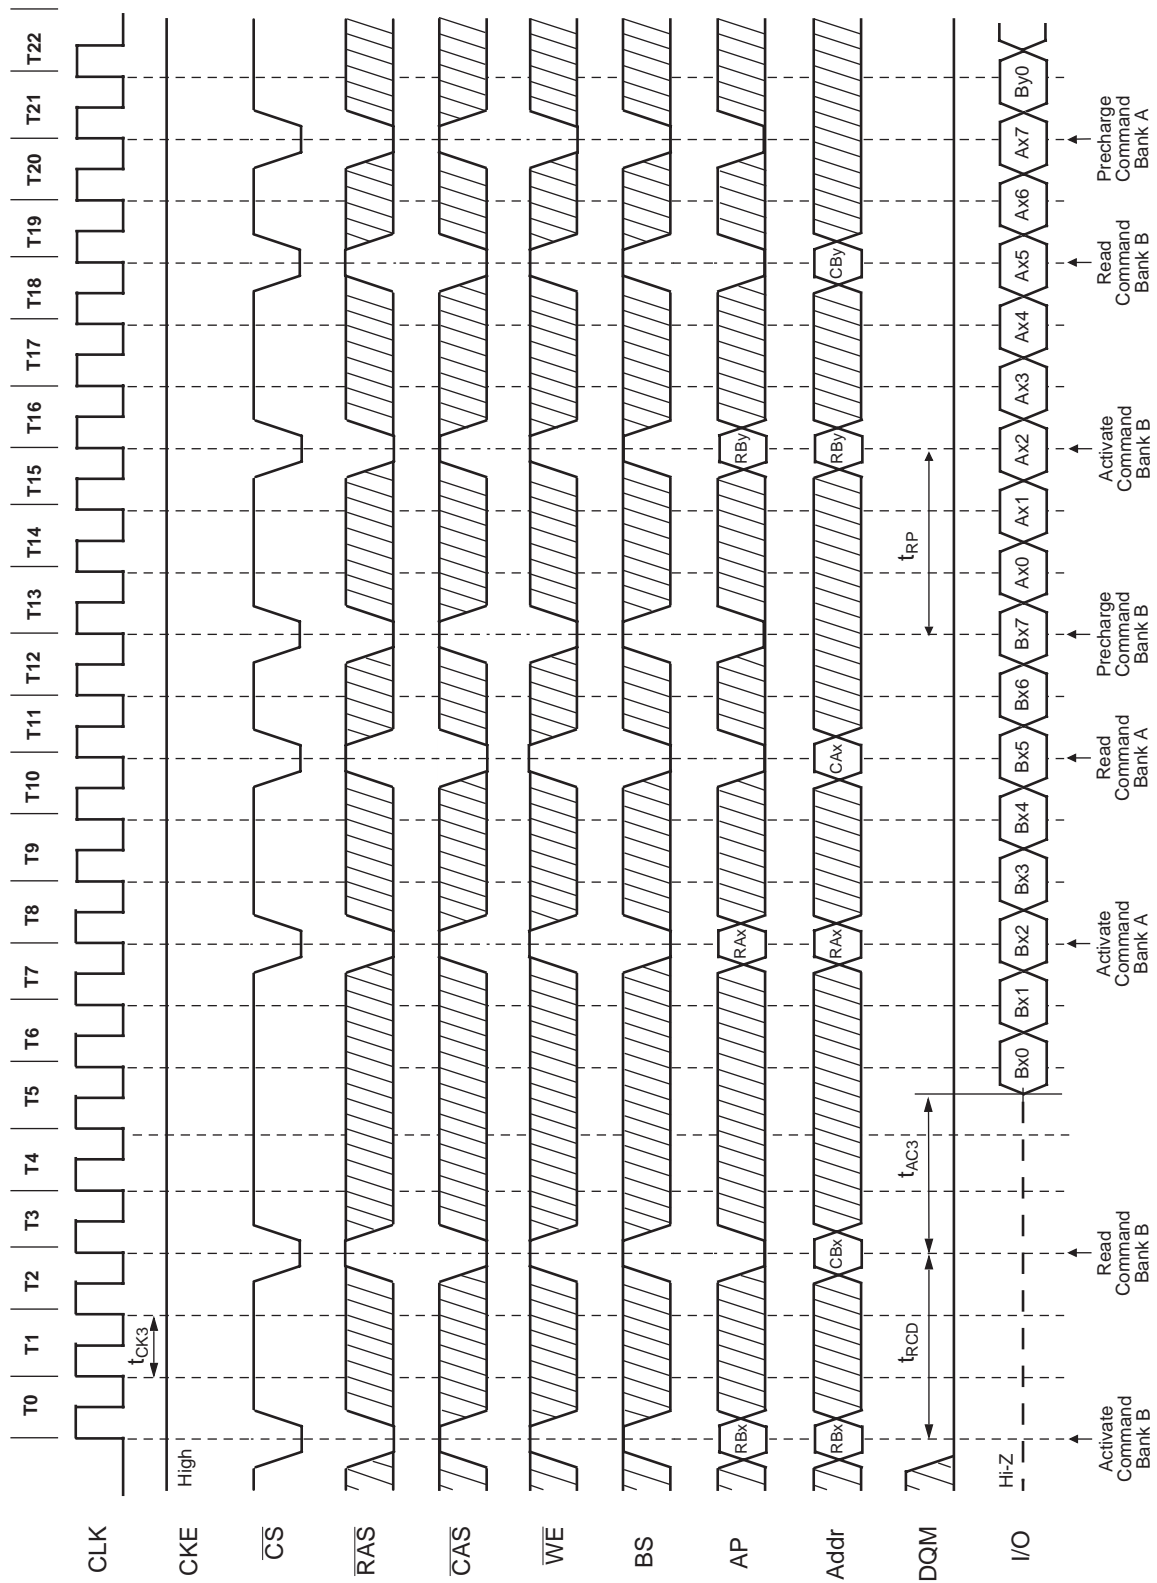 T0 T1 T2 T3 T4 T5 T6 T7 T8 T9 T10 T11 T12 T13 T14 T15 T16 T17 T18 T19 T20 T21 T22
CLK
tCK3
CKE
High
CS
RAS
CAS
WE
BS
AP
RBx RAx RBy
Addr
RBx CBx RAx CAx RBy CBy
tRCD tAC3 tRP
DQM
Hi-Z
I/O
Bx0 Bx1 Bx2 Bx3 Bx4 Bx5 Bx6 Bx7 Ax0 Ax1 Ax2 Ax3 Ax4 Ax5 Ax6 Ax7 By0
Activate
Command
Bank B
Read
Command
Bank B
Activate
Command
Bank A
Read
Command
Bank A
Precharge
Command
Bank B
Activate
Command
Bank B
Read
Command
Bank B
Precharge
Command
Bank A